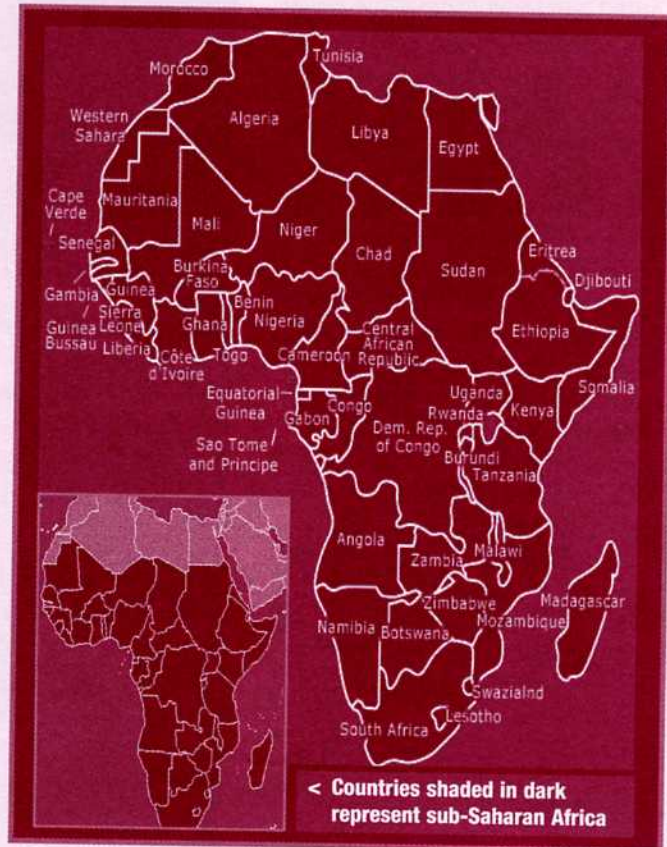 Tunisia
Morocco
Western
Sahara
Algeria
Libya
Egypt
Cape
Verde
Mauritania
Mali
Niger
Chad
Sudan
Eritrea
Djibouti
Senegal
Gambia
Guinea
Burkina
Faso
Benin
Nigeria
Guinea
Bussau
Sierra
Leone
Liberia
Côte
d'Ivoire
Ghana
Togo
Cameroon
Central
African
Republic
Ethiopia
Somalia
Equatorial
Guinea
Gabon
Congo
Sao Tome
and Principe
Dem. Rep.
of Congo
Uganda
Rwanda
Kenya
Burundi
Tanzania
Angola
Zambia
Malawi
Zimbabwe
Mozambique
Madagascar
Namibia
Botswana
Swazialnd
Lesotho
South Africa
< Countries shaded in dark
represent sub-Saharan Africa